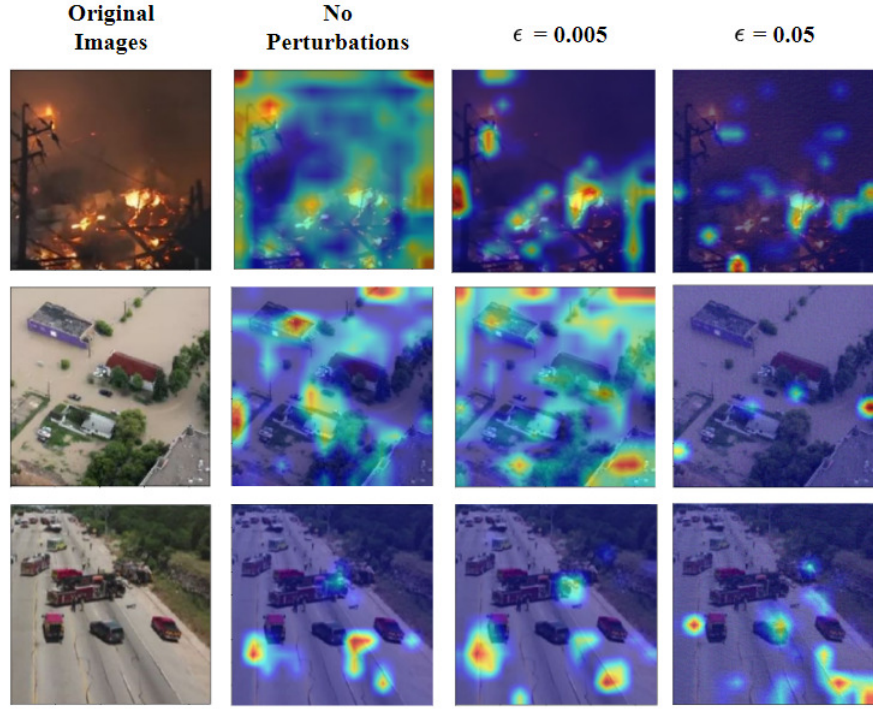 Original
Images
No
Perturbations
ϵ = 0.005
ϵ = 0.05